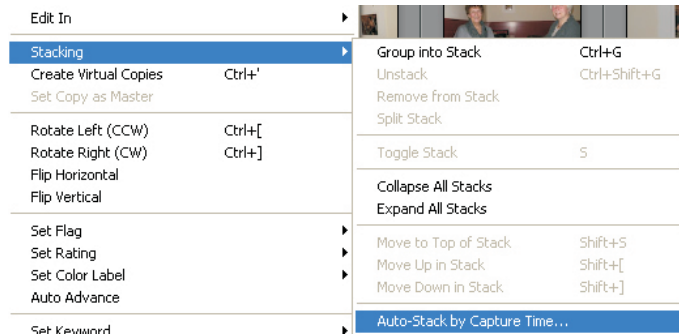 Edit In
Stacking
Create Virtual Copies Ctrl+'
Set Copy as Master
Rotate Left (CCW) Ctrl+[
Rotate Right (CW) Ctrl+]
Flip Horizontal
Flip Vertical
Set Flag
Set Rating
Set Color Label
Auto Advance
Set Keyword
Group into Stack Ctrl+G
Unstack Ctrl+Shift+G
Remove from Stack
Split Stack
Toggle Stack S
Collapse All Stacks
Expand All Stacks
Move to Top of Stack Shift+S
Move Up in Stack Shift+[
Move Down in Stack Shift+]
Auto-Stack by Capture Time...